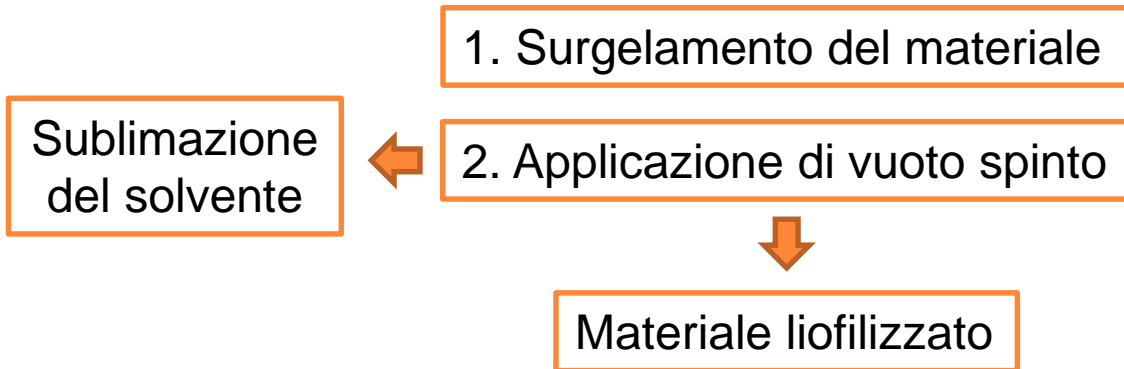 1. Surgelamento del materiale
Sublimazione
del solvente
2. Applicazione di vuoto spinto
Materiale liofilizzato